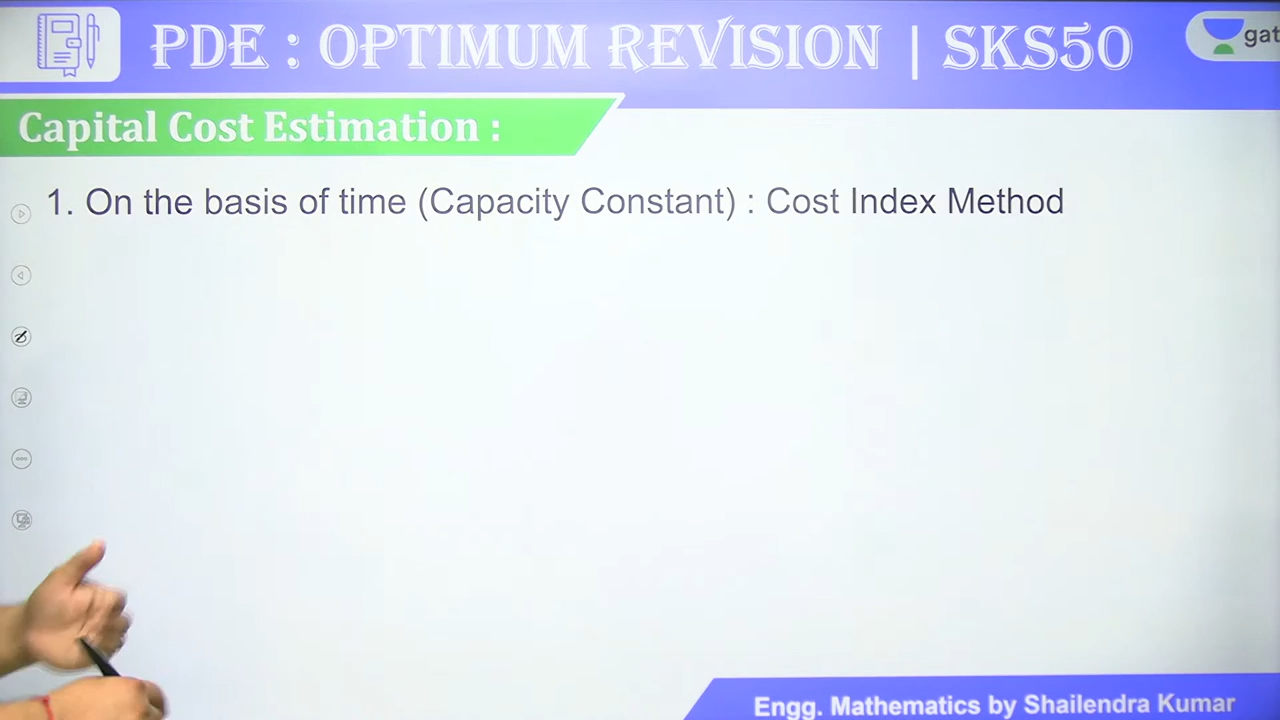 PDE : OPTIMUM REVISION | SKS50
gat
Capital Cost Estimation :
1. On the basis of time (Capacity Constant) : Cost Index Method
Engg. Mathematics by Shailendra Kumar